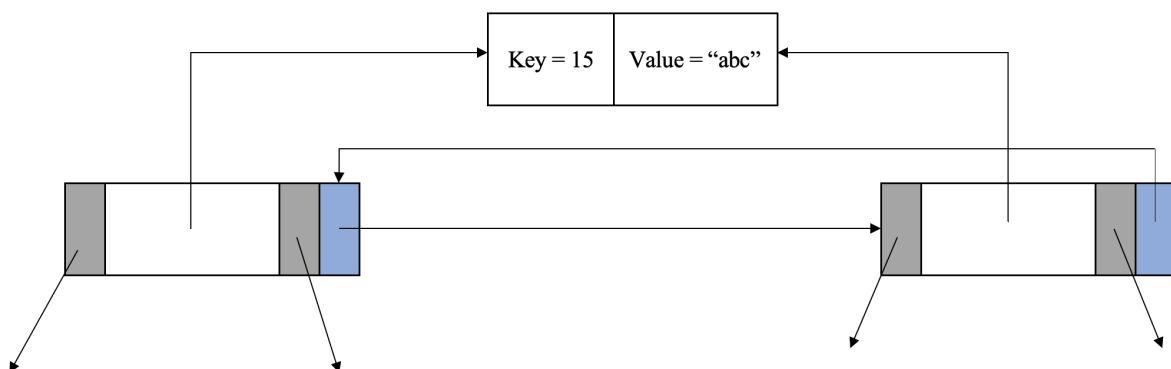 Key = 15 Value = “abc”